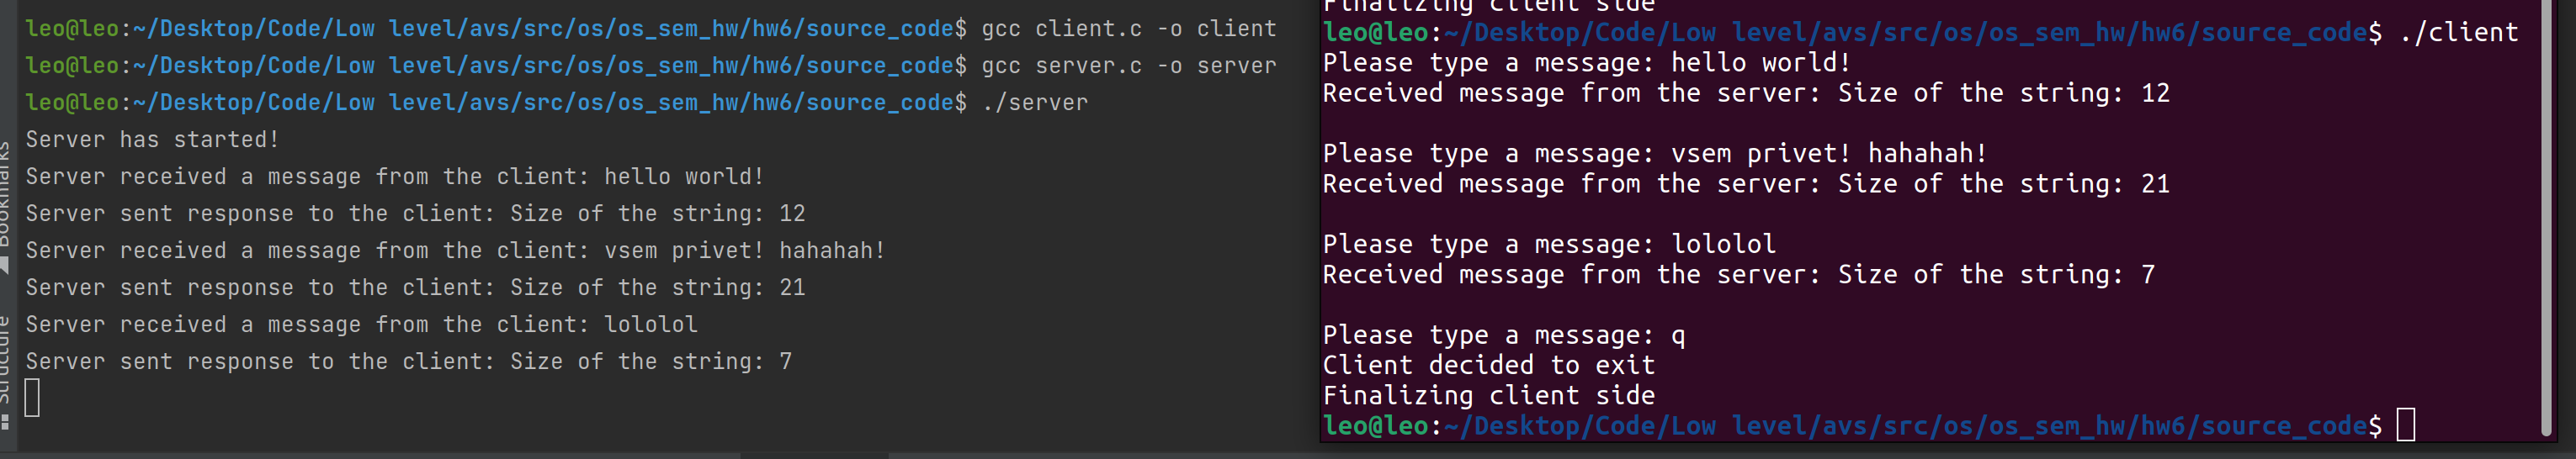 leo@leo:~/Desktop/Code/Low level/avs/src/os/os_sem_hw/hw6/source_code$ gcc client.c -o client
leo@leo:~/Desktop/Code/Low level/avs/src/os/os_sem_hw/hw6/source_code$ gcc server.c -o server
leo@leo:~/Desktop/Code/Low level/avs/src/os/os_sem_hw/hw6/source_code$ ./server
Server has started!
Server received a message from the client: hello world!
Server sent response to the client: Size of the string: 12
Server received a message from the client: vsem privet! hahahah!
Server sent response to the client: Size of the string: 21
Server received a message from the client: lololol
Server sent response to the client: Size of the string: 7
Bookmarks
Structure
Finalizing client side
leo@leo:~/Desktop/Code/Low level/avs/src/os/os_sem_hw/hw6/source_code$ ./client
Please type a message: hello world!
Received message from the server: Size of the string: 12
Please type a message: vsem privet! hahahah!
Received message from the server: Size of the string: 21
Please type a message: lololol
Received message from the server: Size of the string: 7
Please type a message: q
Client decided to exit
Finalizing client side
leo@leo:~/Desktop/Code/Low level/avs/src/os/os_sem_hw/hw6/source_code$